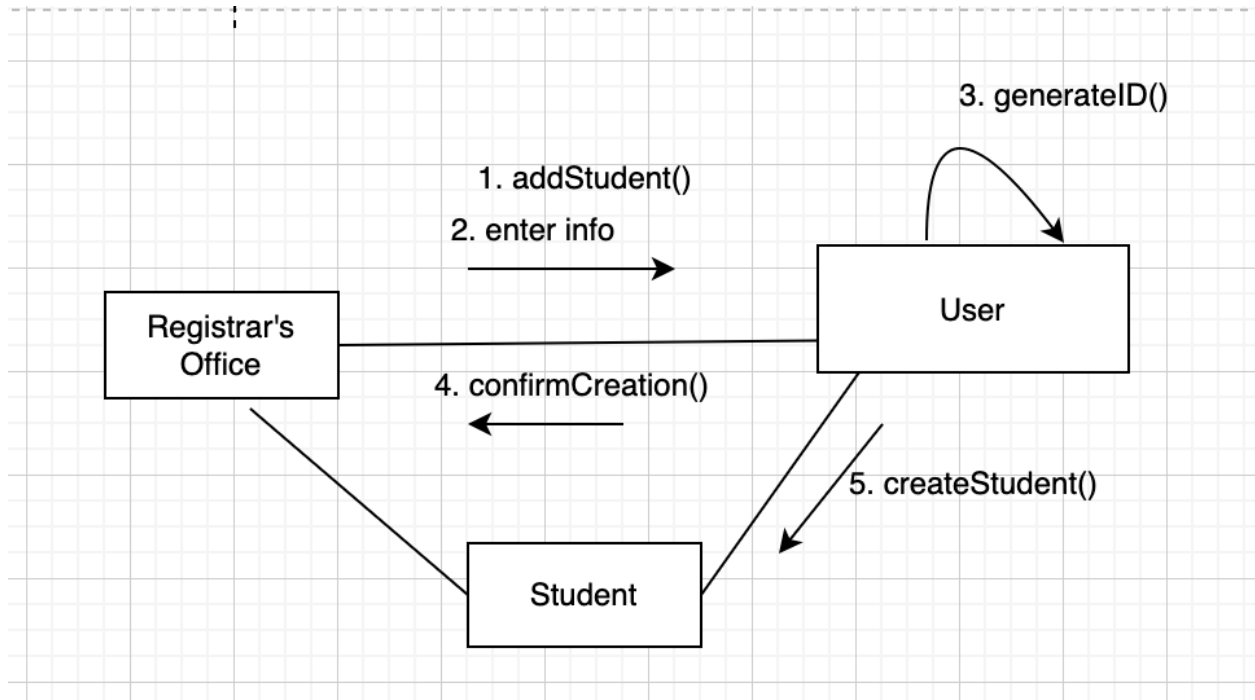 3. generateID()
1. addStudent()
2. enter info
User
Registrar's
Office
4. confirmCreation()
5. createStudent()
Student